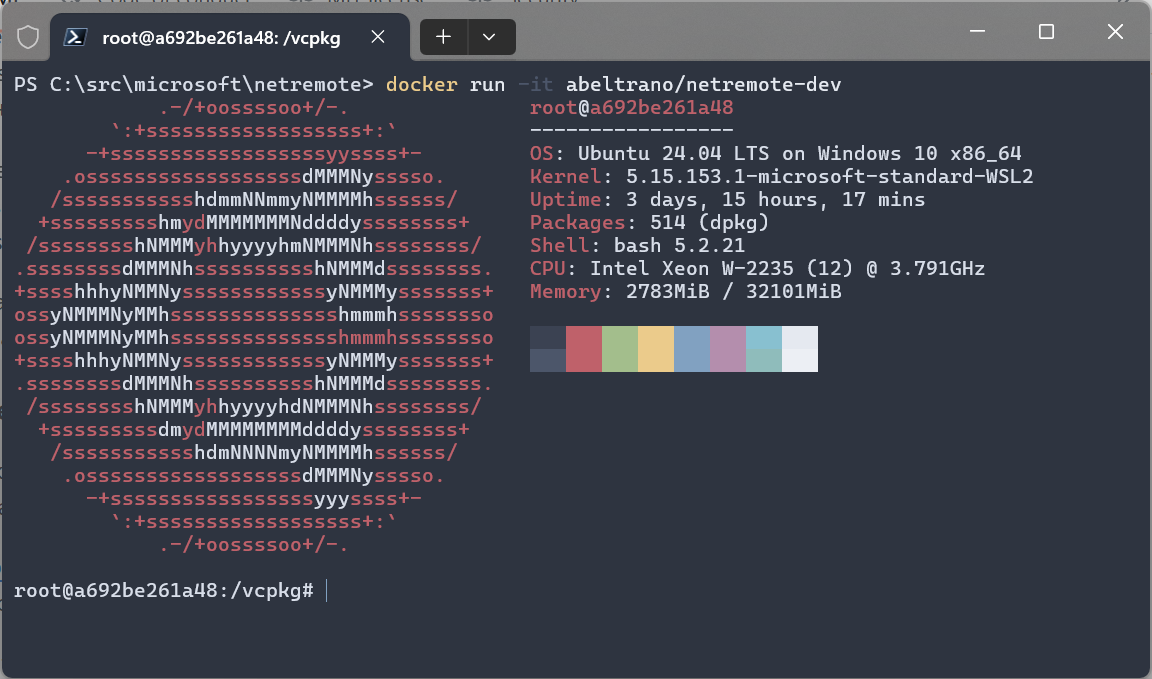 root@a692be261a48: /vcpkg
PS C:\src\microsoft\netremote> docker run -it abeltrano/netremote-dev
.-/+oossssoo+/-.                root@a692be261a48
`:+ssssssssssssssssss+:`            -----------------
-+ssssssssssssssssssyyssss+-         OS: Ubuntu 24.04 LTS on Windows 10 x86_64
.ossssssssssssssssssdMMMNysssso.      Kernel: 5.15.153.1-microsoft-standard-WSL2
/ssssssssssshdmmNNmmyNMMMMhssssss/     Uptime: 3 days, 15 hours, 17 mins
+ssssssssshmydMMMMMMMNddddyssssssss+    Packages: 514 (dpkg)
/sssssssshNMMMyhhyyyyhmNMMMNhssssssss/   Shell: bash 5.2.21
.ssssssssdMMMNhsssssssssshNMMMdssssssss.  CPU: Intel Xeon W-2235 (12) @ 3.791GHz
+sssshhhyNMMNyssssssssssssyNMMMysssssss+  Memory: 2783MiB / 32101MiB
ossyNMMMNyMMhsssssssssssssshmmmhssssssso
ossyNMMMNyMMhsssssssssssssshmmmhssssssso
+sssshhhyNMMNyssssssssssssyNMMMysssssss+
.ssssssssdMMMNhsssssssssshNMMMdssssssss.
/sssssssshNMMMyhhyyyyhdNMMMNhssssssss/
+sssssssssdmydMMMMMMMMddddyssssssss+
/ssssssssssshdmNNNNmyNMMMMhssssss/
.ossssssssssssssssssdMMMNysssso.
-+sssssssssssssssssyyyssss+-
`:+ssssssssssssssssss+:`
.-/+oossssoo+/-.
root@a692be261a48:/vcpkg#